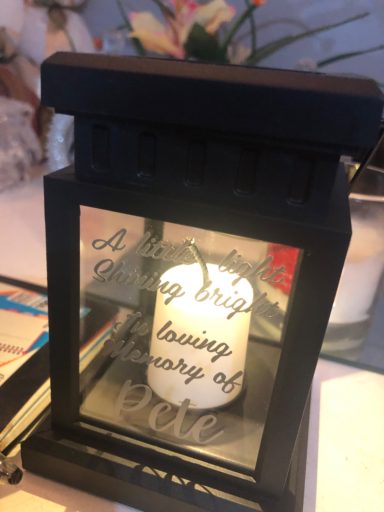 A little light
Shining bright
In loving
Memory of
Pete